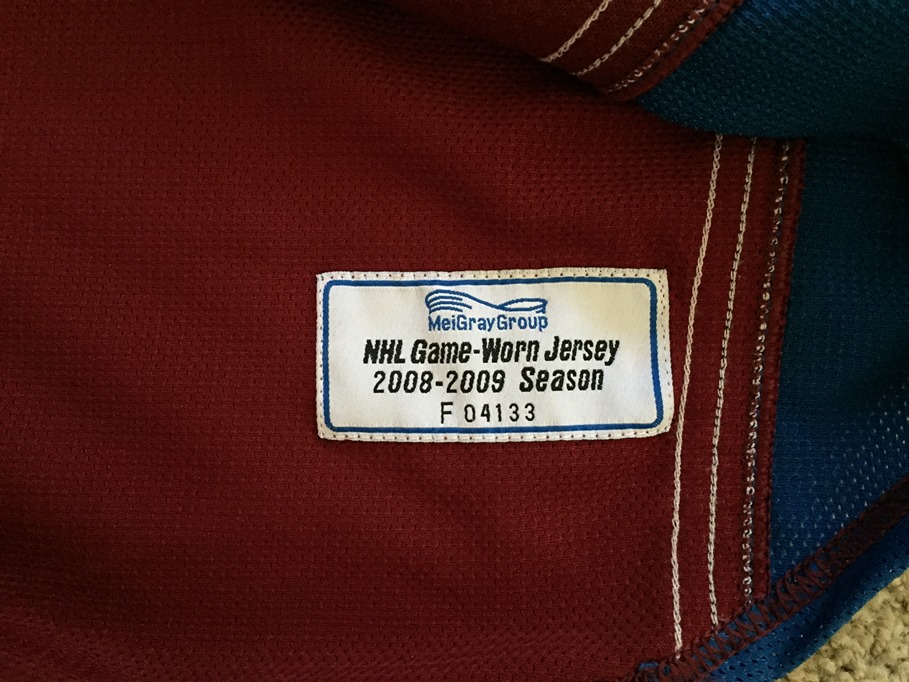 MeiGrayGroup
NHL Game-Worn Jersey
2008-2009 Season
F 04133